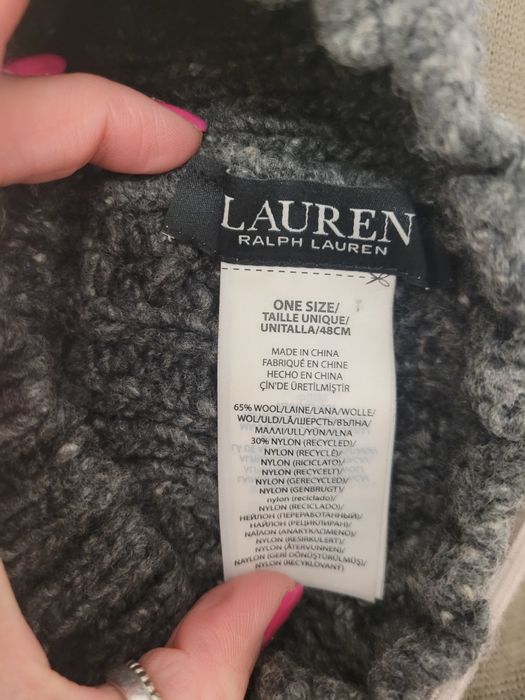 LAUREN
RALPH LAUREN
ONE SIZE/
TAILLE UNIQUE/
UNITALLA/48CM
MADE IN CHINA
FABRIQUÉ EN CHINE
HECHO EN CHINA
ÇİN'DE ÜRETİLMİŞTİR
65% WOOL/LAINE/LANA/WOLLE/
WOL/ULD/LÃ/ШЕРСТЬ/ВЪЛНА/
ΜΑΛΛΙ/ULL/YÜN/VLNA
30% NYLON (RECYCLED)/
NYLON (RECYCLÉ)/
NYLON (RICICLATO)/
NYLON (RECYCELT)/
NYLON (GERECYCLED)/
NYLON (GENBRUGT)/
nylon (reciclado)/
NYLON (RECICLADO)/
НЕЙЛОН (ПЕРЕРАБОТАННЫЙ)/
НАЙЛОН (РЕЦИКЛИРАН)/
ΝΑΪΛΟΝ (ΑΝΑΚΥΚΛΩΜΕΝΟ)/
NYLON (RESIRKULERT)/
NYLON (ÅTERVUNNEN)/
NAYLON (GERİ DÖNÜŞTÜRÜLMÜŞ)/
NYLON (RECYKLOVANÝ)